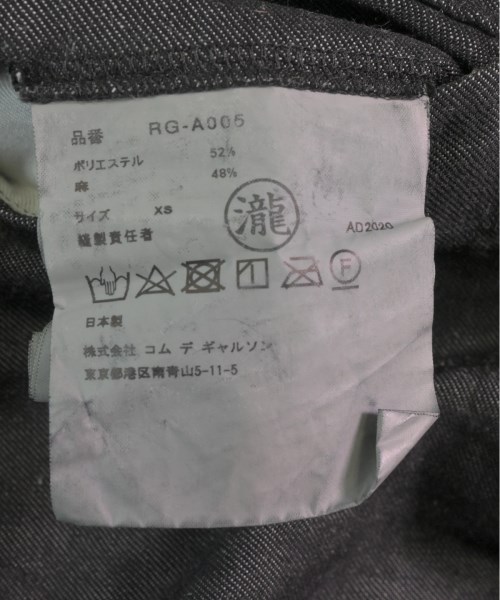 品番 RG-A005
ポリエステル 52%
麻 48%
サイズ XS
縫製責任者 瀧 AD2020
F
日本製
株式会社 コム デ ギャルソン
東京都港区南青山5-11-5